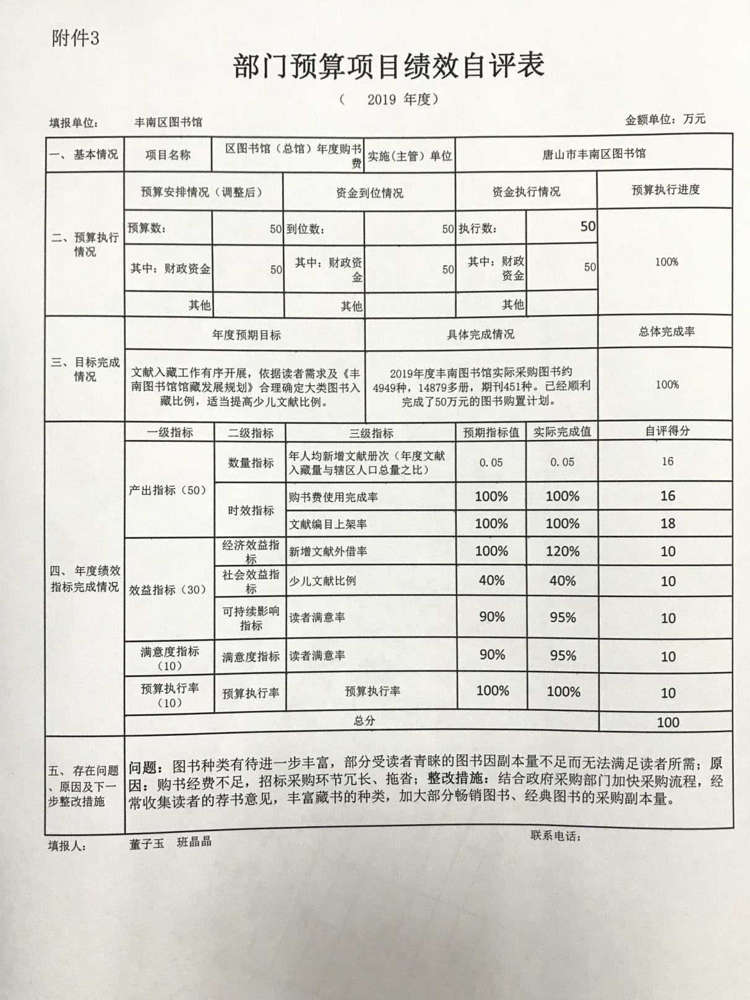 附件3
部门预算项目绩效自评表
（ 2019 年度）
填报单位： 丰南区图书馆 金额单位：万元
一、基本情况 项目名称 区图书馆（总馆）年度购书
费 实施(主管）单位 唐山市丰南区图书馆
二、预算执行
情况
预算安排情况（调整后） 资金到位情况 资金执行情况 预算执行进度
预算数： 50 到位数： 50 执行数： 50
100%
其中：财政资金 50 其中：财政资
金 50 其中：财政
资金 50
其他 其他 其他
三、目标完成
情况
年度预期目标 具体完成情况 总体完成率
文献入藏工作有序开展，依据读者需求及《丰
南图书馆馆藏发展规划》合理确定大类图书入
藏比例，适当提高少儿文献比例。
2019年度丰南图书馆实际采购图书约
4949种，14879多册，期刊451种。已经顺利
完成了50万元的图书购置计划。
100%
四、年度绩效
指标完成情况
一级指标 二级指标 三级指标 预期指标值 实际完成值 自评得分
产出指标（50）
数量指标 年人均新增文献册次（年度文献
入藏量与辖区人口总量之比） 0.05 0.05 16
时效指标
购书费使用完成率 100% 100% 16
文献编目上架率 100% 100% 18
效益指标（30）
经济效益指
标 新增文献外借率 100% 120% 10
社会效益指
标 少儿文献比例 40% 40% 10
可持续影响
指标 读者满意率 90% 95% 10
满意度指标
（10） 满意度指标 读者满意率 90% 95% 10
预算执行率
（10） 预算执行率 预算执行率 100% 100% 10
总分 100
五、存在问题
、原因及下一
步整改措施
问题：图书种类有待进一步丰富，部分受读者青睐的图书因副本量不足而无法满足读者所需；原
因：购书经费不足，招标采购环节冗长、拖沓；整改措施：结合政府采购部门加快采购流程，经
常收集读者的荐书意见，丰富藏书的种类，加大部分畅销图书、经典图书的采购副本量。
填报人： 董子玉 班晶晶 联系电话：